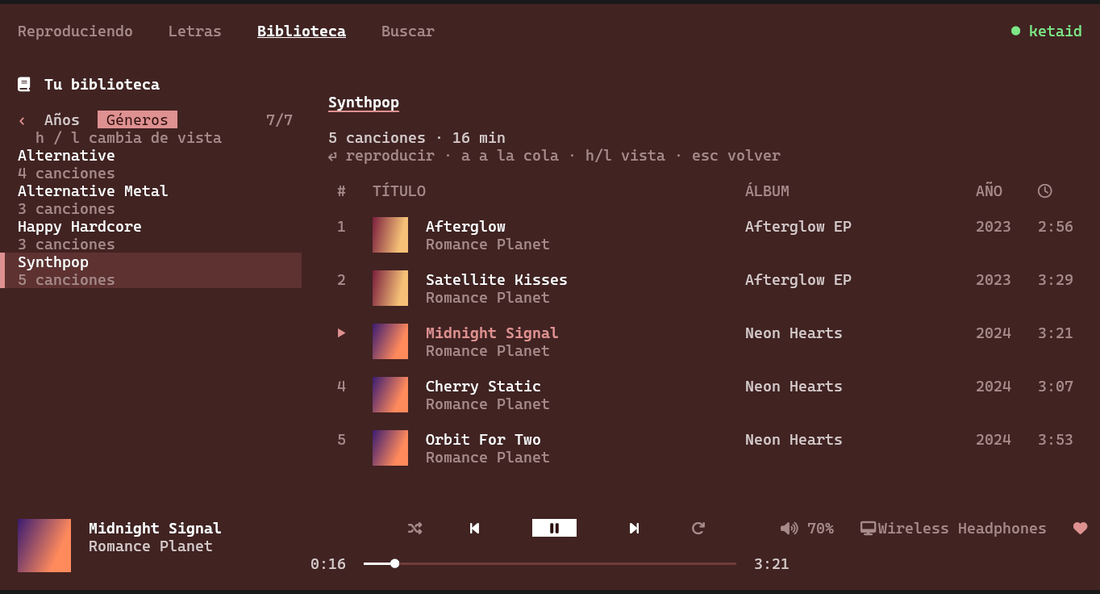 Reproduciendo Letras Biblioteca Buscar ketaid
Tu biblioteca
‹ Años Géneros 7/7
h / l cambia de vista
Alternative
4 canciones
Alternative Metal
3 canciones
Happy Hardcore
3 canciones
Synthpop
5 canciones
Synthpop
5 canciones · 16 min
↵ reproducir · a a la cola · h/l vista · esc volver
# TÍTULO ÁLBUM AÑO
1 Afterglow Afterglow EP 2023 2:56
Romance Planet
2 Satellite Kisses Afterglow EP 2023 3:29
Romance Planet
Midnight Signal Neon Hearts 2024 3:21
Romance Planet
4 Cherry Static Neon Hearts 2024 3:07
Romance Planet
5 Orbit For Two Neon Hearts 2024 3:53
Romance Planet
Midnight Signal
Romance Planet
70% Wireless Headphones
0:16 3:21